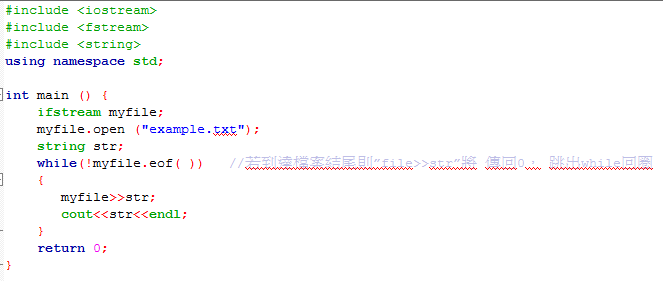 #include <iostream>
#include <fstream>
#include <string>
using namespace std;
int main () {
ifstream myfile;
myfile.open ("example.txt");
string str;
while(!myfile.eof( )) //若到達檔案結尾則”file>>str”將 傳回0； 跳出while回圈
{
myfile>>str;
cout<<str<<endl;
}
return 0;
}